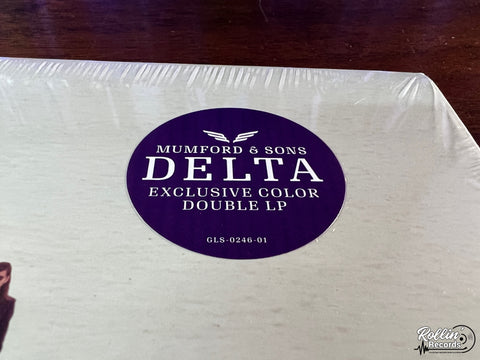 MUMFORD & SONS
DELTA
EXCLUSIVE COLOR
DOUBLE LP
GLS-0246-01
Rollin'
Records